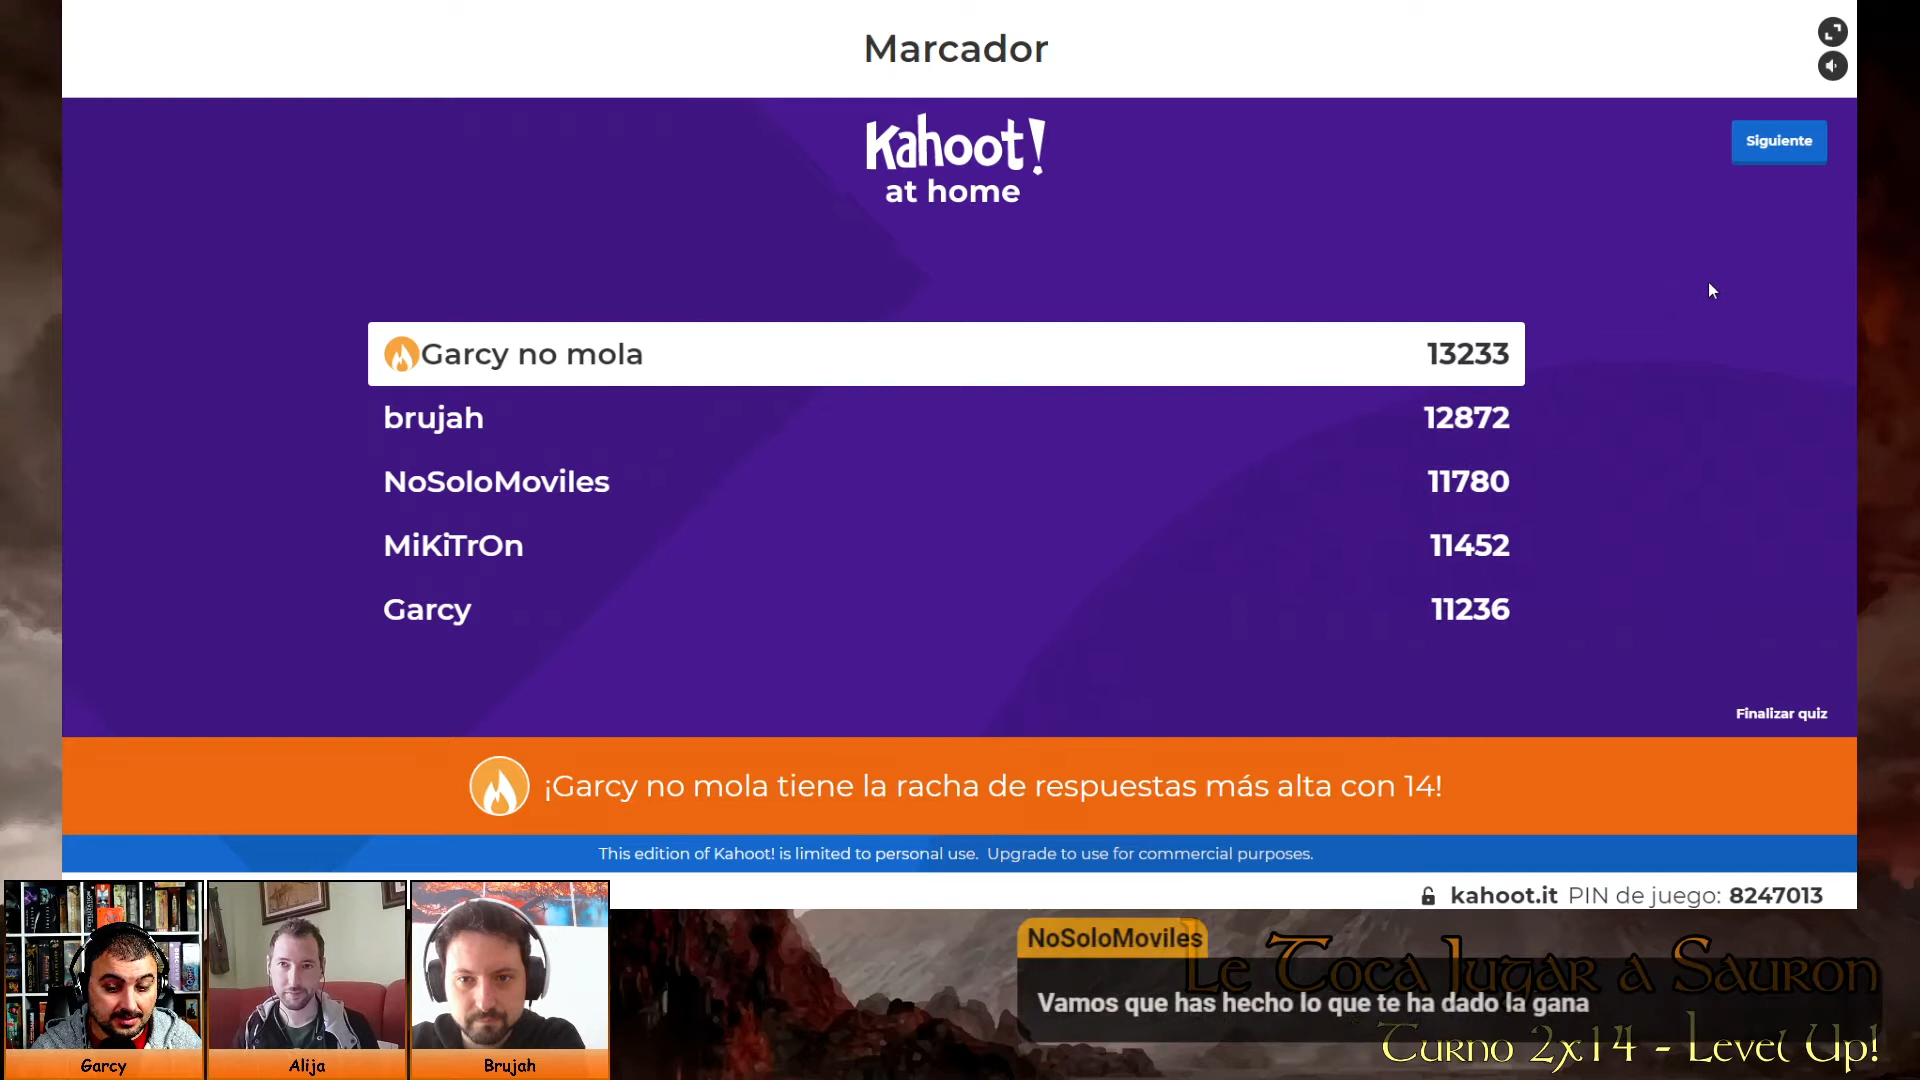 Marcador
Kahoot!
at home
Siguiente
Garcy no mola 13233
brujah 12872
NoSoloMoviles 11780
MiKiTrOn 11452
Garcy 11236
Finalizar quiz
¡Garcy no mola tiene la racha de respuestas más alta con 14!
This edition of Kahoot! is limited to personal use. Upgrade to use for commercial purposes.
kahoot.it PIN de juego: 8247013
NoSoloMoviles
Le Toca Jugar a Sauron
Vamos que has hecho lo que te ha dado la gana
Turno 2x14 - Level Up!
Garcy
Alija
Brujah